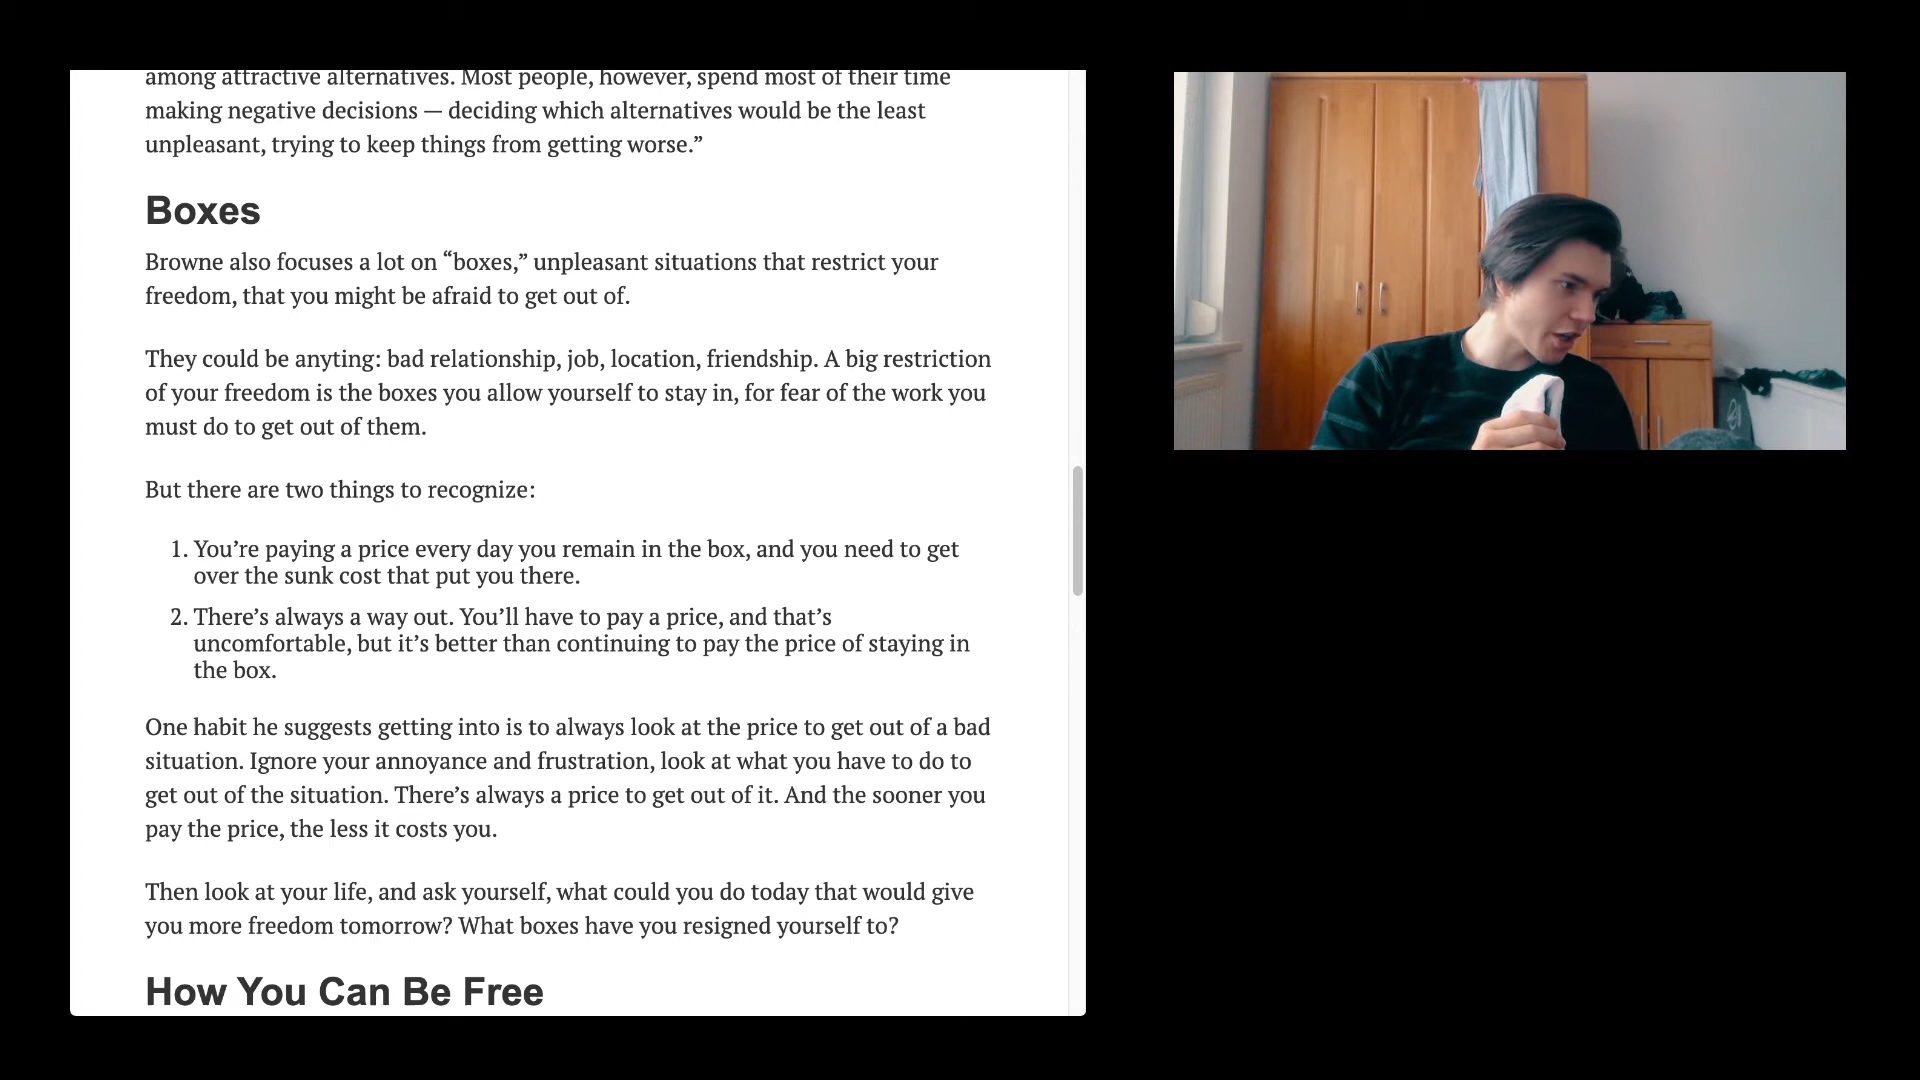 among attractive alternatives. Most people, however, spend most of their time
making negative decisions — deciding which alternatives would be the least
unpleasant, trying to keep things from getting worse.”
Boxes
Browne also focuses a lot on “boxes,” unpleasant situations that restrict your
freedom, that you might be afraid to get out of.
They could be anyting: bad relationship, job, location, friendship. A big restriction
of your freedom is the boxes you allow yourself to stay in, for fear of the work you
must do to get out of them.
But there are two things to recognize:
1. You’re paying a price every day you remain in the box, and you need to get
over the sunk cost that put you there.
2. There’s always a way out. You’ll have to pay a price, and that’s
uncomfortable, but it’s better than continuing to pay the price of staying in
the box.
One habit he suggests getting into is to always look at the price to get out of a bad
situation. Ignore your annoyance and frustration, look at what you have to do to
get out of the situation. There’s always a price to get out of it. And the sooner you
pay the price, the less it costs you.
Then look at your life, and ask yourself, what could you do today that would give
you more freedom tomorrow? What boxes have you resigned yourself to?
How You Can Be Free